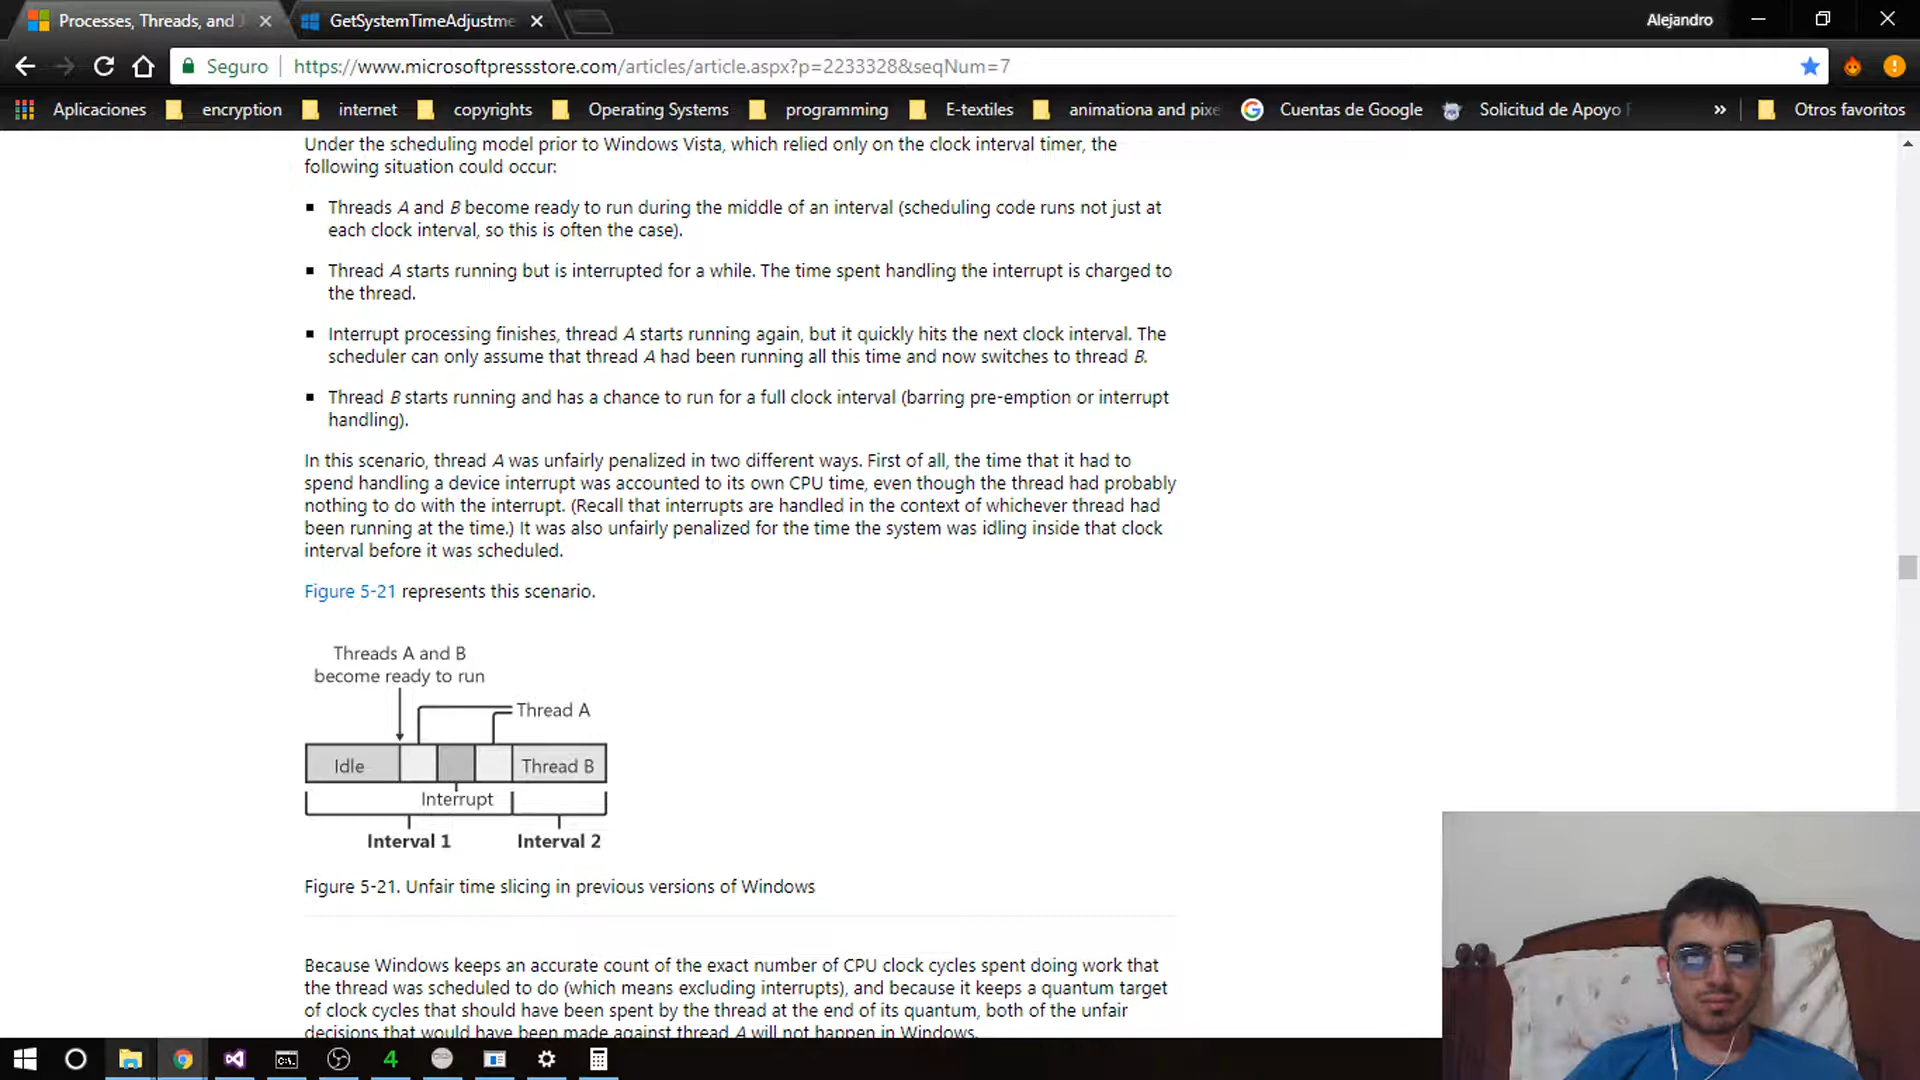 Processes, Threads, and J
GetSystemTimeAdjustme
Alejandro
Seguro
https://www.microsoftpressstore.com/articles/article.aspx?p=2233328&seqNum=7
Aplicaciones
encryption
internet
copyrights
Operating Systems
programming
E-textiles
animationa and pixe
Cuentas de Google
Solicitud de Apoyo
»
Otros favoritos
Under the scheduling model prior to Windows Vista, which relied only on the clock interval timer, the
following situation could occur:
Threads A and B become ready to run during the middle of an interval (scheduling code runs not just at
each clock interval, so this is often the case).
Thread A starts running but is interrupted for a while. The time spent handling the interrupt is charged to
the thread.
Interrupt processing finishes, thread A starts running again, but it quickly hits the next clock interval. The
scheduler can only assume that thread A had been running all this time and now switches to thread B.
Thread B starts running and has a chance to run for a full clock interval (barring pre-emption or interrupt
handling).
In this scenario, thread A was unfairly penalized in two different ways. First of all, the time that it had to
spend handling a device interrupt was accounted to its own CPU time, even though the thread had probably
nothing to do with the interrupt. (Recall that interrupts are handled in the context of whichever thread had
been running at the time.) It was also unfairly penalized for the time the system was idling inside that clock
interval before it was scheduled.
Figure 5-21 represents this scenario.
Threads A and B
become ready to run
Thread A
Idle
Thread B
Interrupt
Interval 1
Interval 2
Figure 5-21. Unfair time slicing in previous versions of Windows
Because Windows keeps an accurate count of the exact number of CPU clock cycles spent doing work that
the thread was scheduled to do (which means excluding interrupts), and because it keeps a quantum target
of clock cycles that should have been spent by the thread at the end of its quantum, both of the unfair
decisions that would have been made against thread A will not happen in Windows.
4